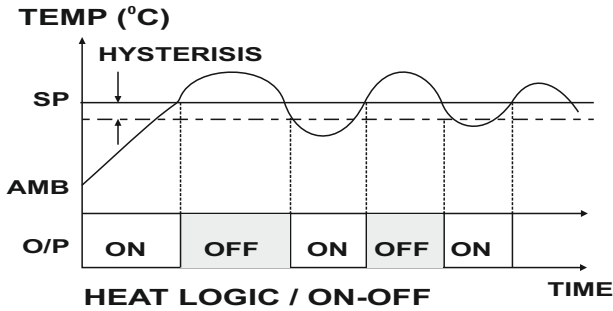 TEMP (°C)
HYSTERISIS
SP
AMB
O/P ON OFF ON OFF ON
TIME
HEAT LOGIC / ON-OFF